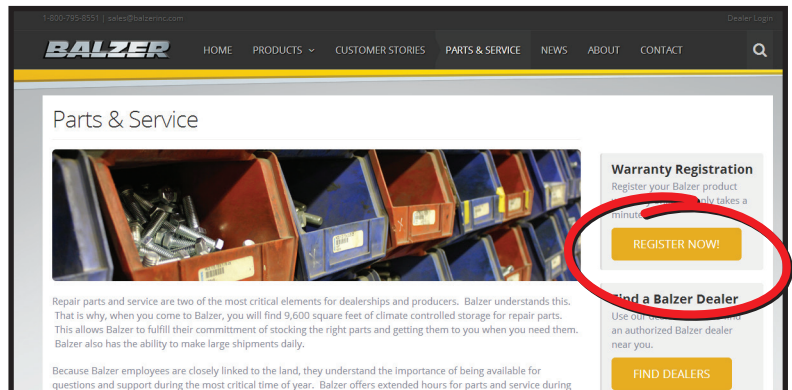 1-800-795-8551 | sales@balzerinc.com
Dealer Login
BALZER
HOME PRODUCTS CUSTOMER STORIES PARTS & SERVICE NEWS ABOUT CONTACT
Parts & Service
Repair parts and service are two of the most critical elements for dealerships and producers. Balzer understands this.
That is why, when you come to Balzer, you will find 9,600 square feet of climate controlled storage for repair parts.
This allows Balzer to fulfill their committment of stocking the right parts and getting them to you when you need them.
Balzer also has the ability to make large shipments daily.
Because Balzer employees are closely linked to the land, they understand the importance of being available for
questions and support during the most critical time of year. Balzer offers extended hours for parts and service during
Warranty Registration
Register your Balzer product
takes a
minute
REGISTER NOW!
Find a Balzer Dealer
Use our
an authorized Balzer dealer
near you.
FIND DEALERS